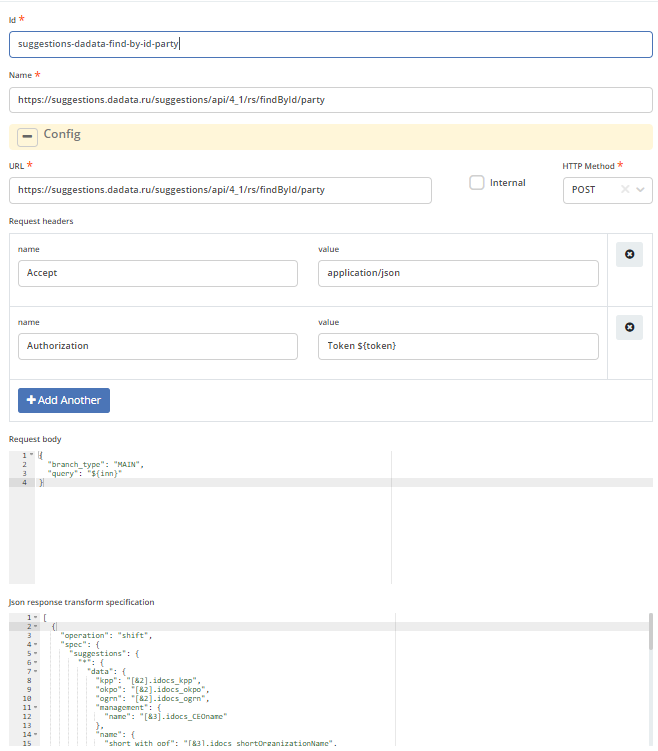 Id *
suggestions-dadata-find-by-id-party
Name *
https://suggestions.dadata.ru/suggestions/api/4_1/rs/findById/party
Config
URL *
https://suggestions.dadata.ru/suggestions/api/4_1/rs/findById/party
Internal
HTTP Method *
POST
Request headers
name value
Accept application/json
name value
Authorization Token ${token}
+ Add Another
Request body
1 {
2 "branch_type": "MAIN",
3 "query": "${inn}"
4 }
Json response transform specification
1 [
2 {
3 "operation": "shift",
4 "spec": {
5 "suggestions": {
6 "*": {
7 "data": {
8 "kpp": "[&2].idocs_kpp",
9 "okpo": "[&2].idocs_okpo",
10 "ogrn": "[&2].idocs_ogrn",
11 "management": {
12 "name": "[&3].idocs_CEOname"
13 },
14 "name": {
15 "short_with_opf": "[&3].idocs_shortOrganizationName",